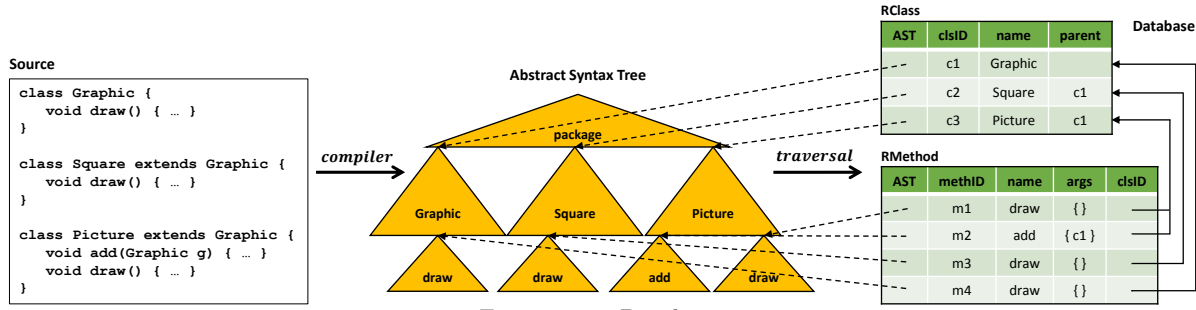 Source
class Graphic {
void draw() { … }
}
class Square extends Graphic {
void draw() { … }
}
class Picture extends Graphic {
void add(Graphic g) { … }
void draw() { … }
}
compiler
Abstract Syntax Tree
package
Graphic Square Picture
draw draw add draw
traversal
RClass
Database
AST clsID name parent
c1 Graphic
c2 Square c1
c3 Picture c1
RMethod
AST methID name args clsID
m1 draw { }
m2 add { c1 }
m3 draw { }
m4 draw { }